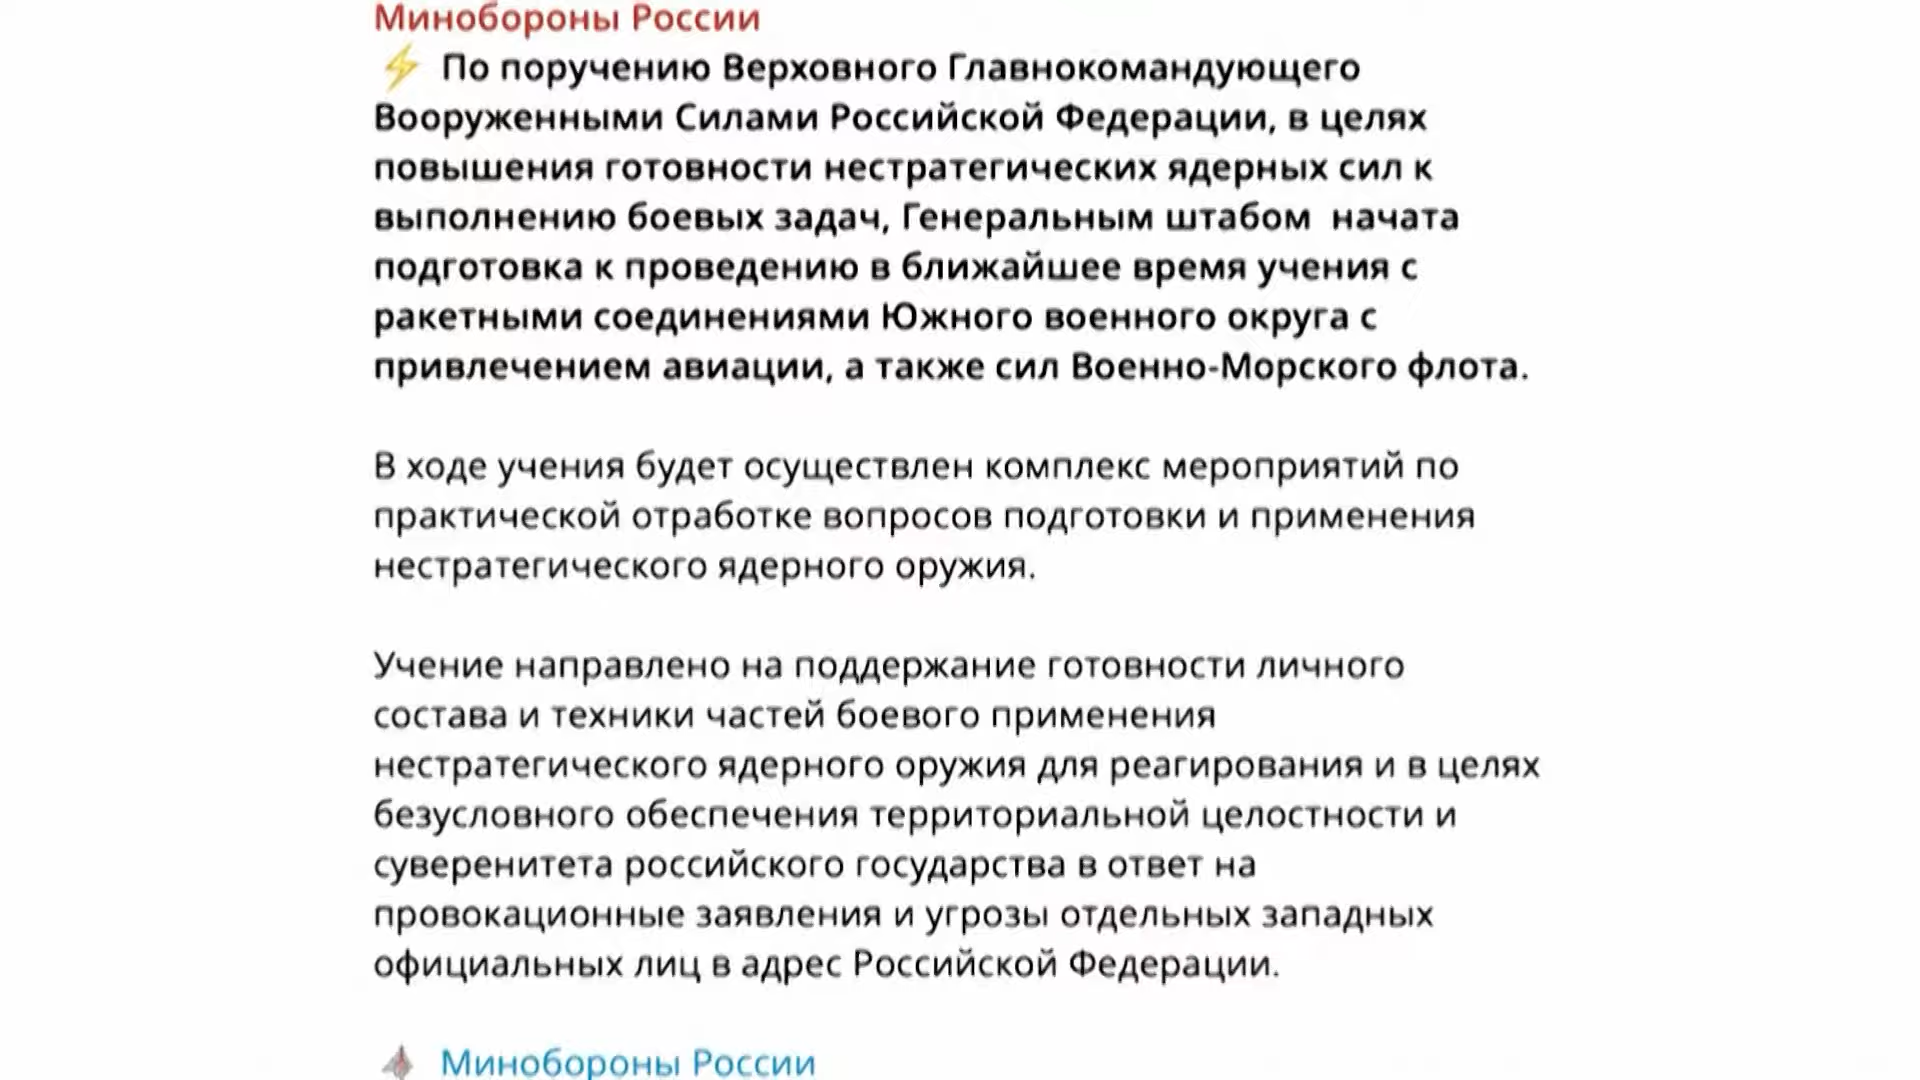 Минобороны России
⚡ По поручению Верховного Главнокомандующего
Вооруженными Силами Российской Федерации, в целях
повышения готовности нестратегических ядерных сил к
выполнению боевых задач, Генеральным штабом начата
подготовка к проведению в ближайшее время учения с
ракетными соединениями Южного военного округа с
привлечением авиации, а также сил Военно-Морского флота.
В ходе учения будет осуществлен комплекс мероприятий по
практической отработке вопросов подготовки и применения
нестратегического ядерного оружия.
Учение направлено на поддержание готовности личного
состава и техники частей боевого применения
нестратегического ядерного оружия для реагирования и в целях
безусловного обеспечения территориальной целостности и
суверенитета российского государства в ответ на
провокационные заявления и угрозы отдельных западных
официальных лиц в адрес Российской Федерации.
Минобороны России